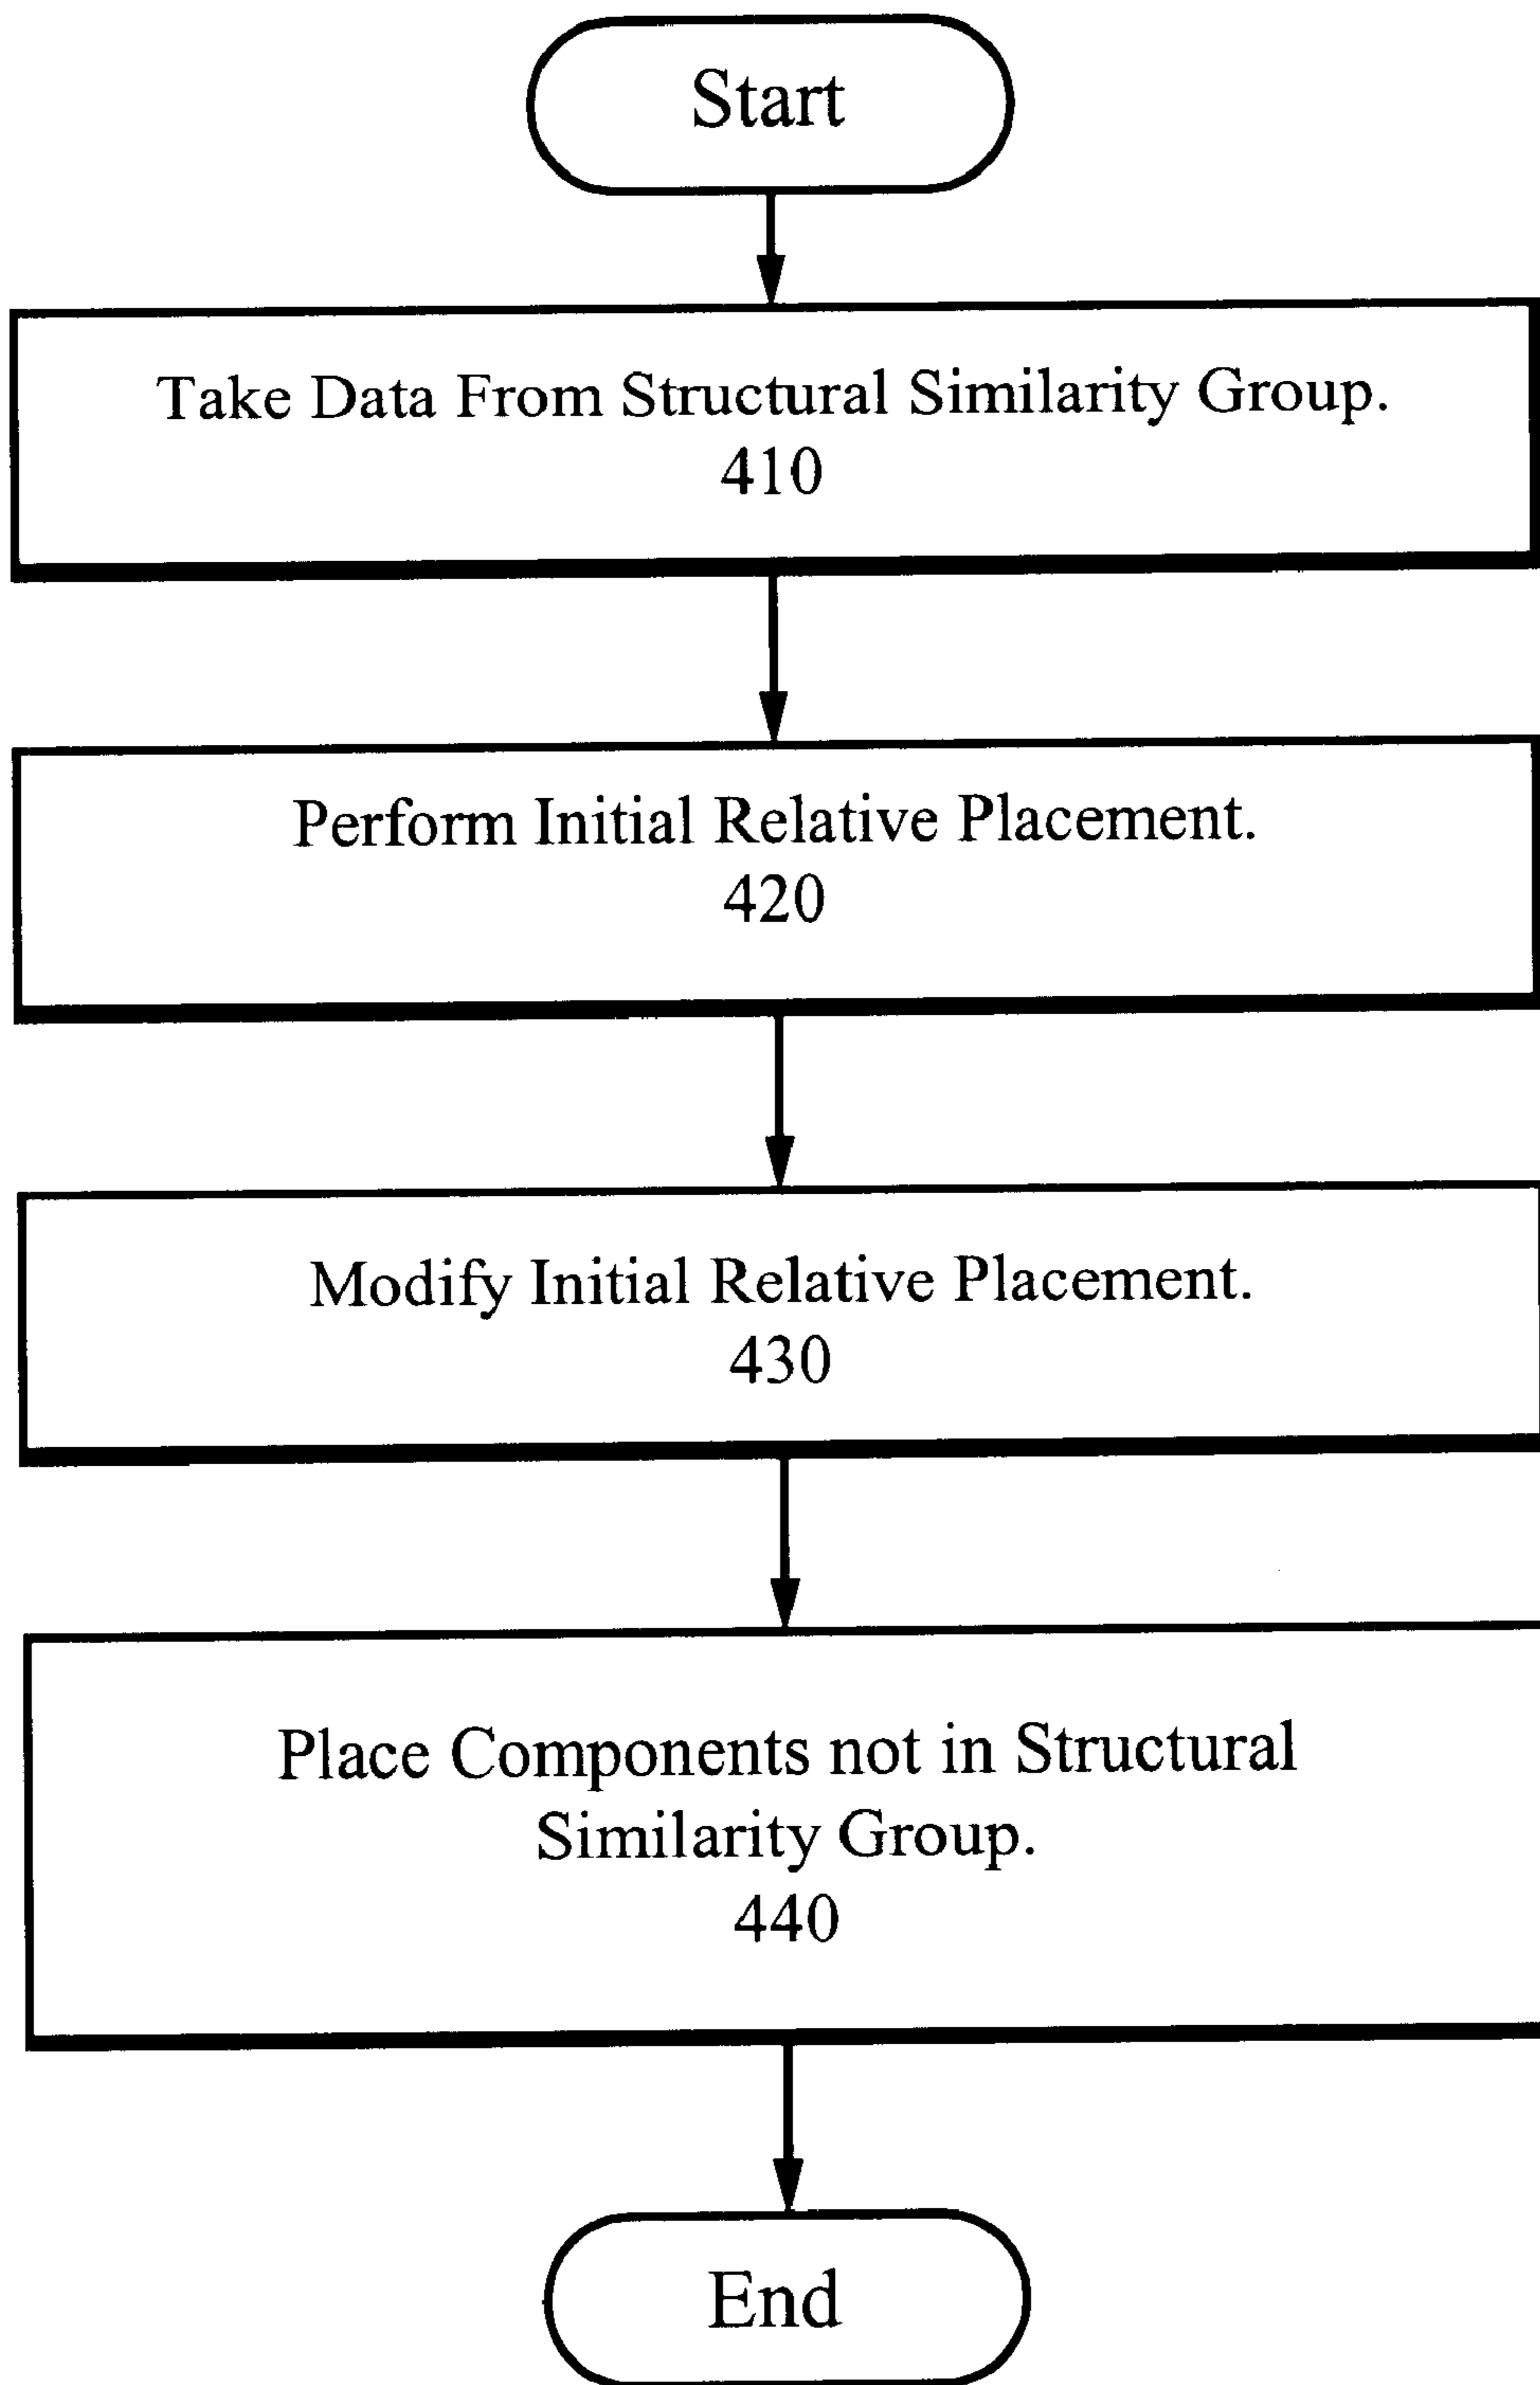 Start
Take Data From Structural Similarity Group.
410
Perform Initial Relative Placement.
420
Modify Initial Relative Placement.
430
Place Components not in Structural
Similarity Group.
440
End